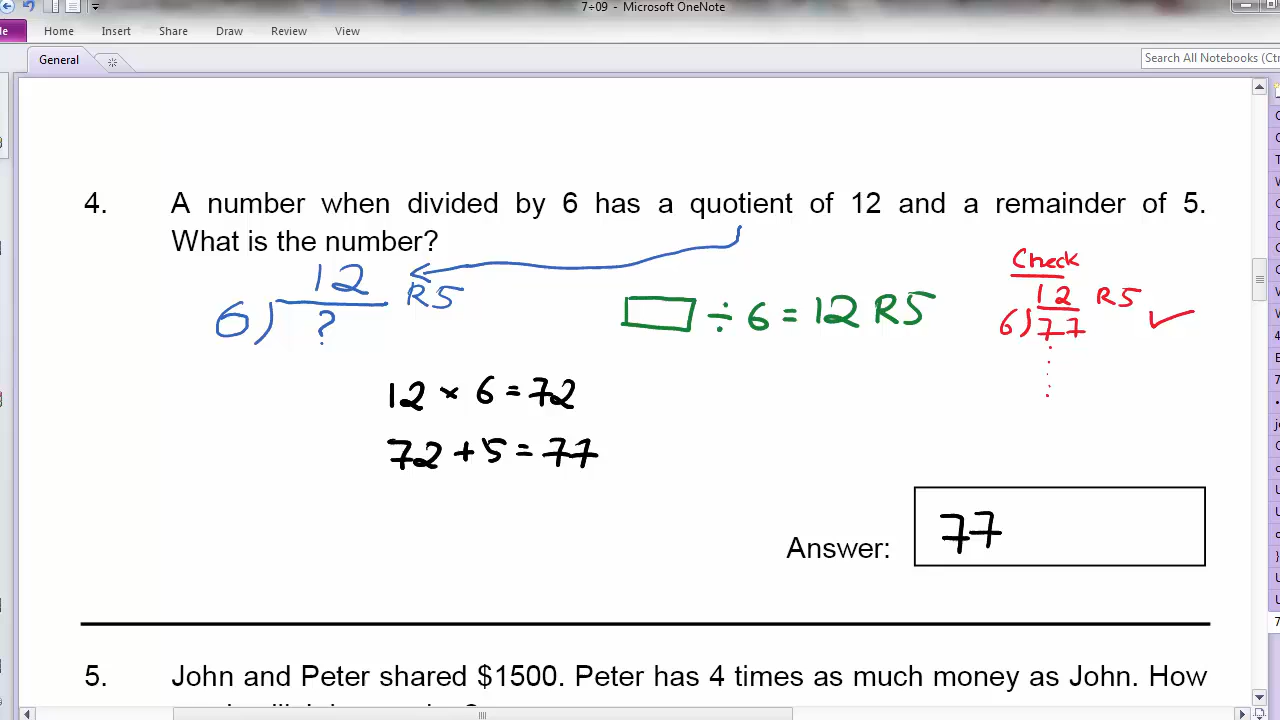 7÷09 - Microsoft OneNote
Home Insert Share Draw Review View
General
Search All Notebooks (Ctr
4. A number when divided by 6 has a quotient of 12 and a remainder of 5.
What is the number?
12 R5
6) ?
□ ÷ 6 = 12 R5
Check
12 R5
6) 77 ✓
12 × 6 = 72
72 + 5 = 77
Answer: 77
5. John and Peter shared $1500. Peter has 4 times as much money as John. How